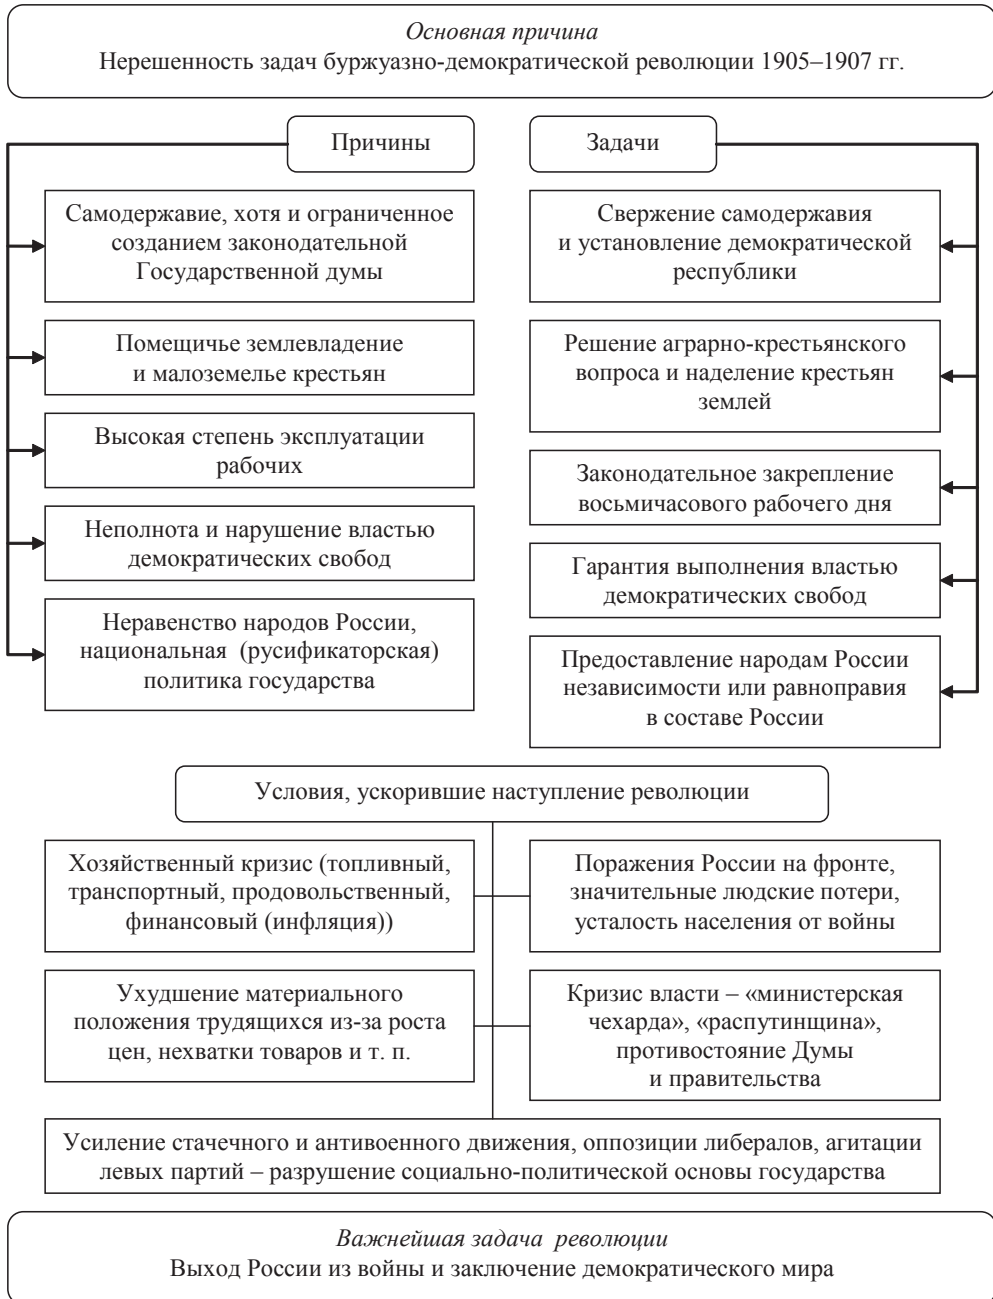 Основная причина
Нерешенность задач буржуазно-демократической революции 1905–1907 гг.
Причины
Самодержавие, хотя и ограниченное
созданием законодательной
Государственной думы
Помещичье землевладение
и малоземелье крестьян
Высокая степень эксплуатации
рабочих
Неполнота и нарушение властью
демократических свобод
Неравенство народов России,
национальная (русификаторская)
политика государства
Задачи
Свержение самодержавия
и установление демократической
республики
Решение аграрно-крестьянского
вопроса и наделение крестьян
землей
Законодательное закрепление
восьмичасового рабочего дня
Гарантия выполнения властью
демократических свобод
Предоставление народам России
независимости или равноправия
в составе России
Условия, ускорившие наступление революции
Хозяйственный кризис (топливный,
транспортный, продовольственный,
финансовый (инфляция))
Поражения России на фронте,
значительные людские потери,
усталость населения от войны
Ухудшение материального
положения трудящихся из-за роста
цен, нехватки товаров и т. п.
Кризис власти – «министерская
чехарда», «распутинщина»,
противостояние Думы
и правительства
Усиление стачечного и антивоенного движения, оппозиции либералов, агитации
левых партий – разрушение социально-политической основы государства
Важнейшая задача революции
Выход России из войны и заключение демократического мира